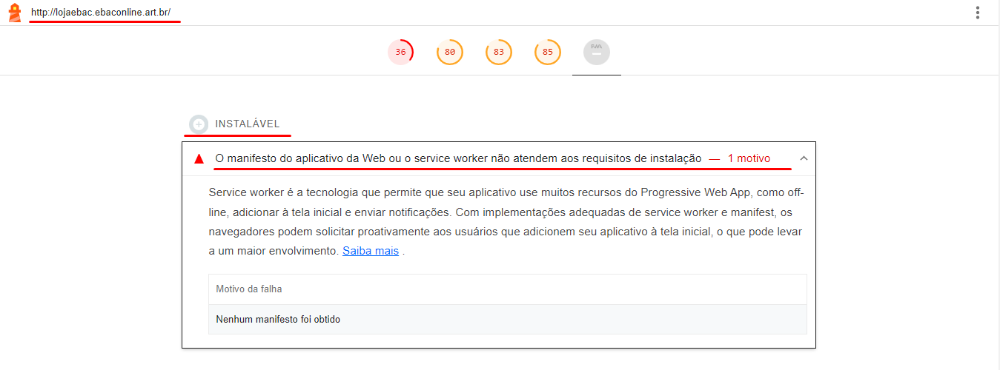 http://lojaebac.ebaconline.art.br/
36 80 83 85 PWA
INSTALÁVEL
O manifesto do aplicativo da Web ou o service worker não atendem aos requisitos de instalação — 1 motivo
Service worker é a tecnologia que permite que seu aplicativo use muitos recursos do Progressive Web App, como off-
line, adicionar à tela inicial e enviar notificações. Com implementações adequadas de service worker e manifest, os
navegadores podem solicitar proativamente aos usuários que adicionem seu aplicativo à tela inicial, o que pode levar
a um maior envolvimento. Saiba mais .
Motivo da falha
Nenhum manifesto foi obtido